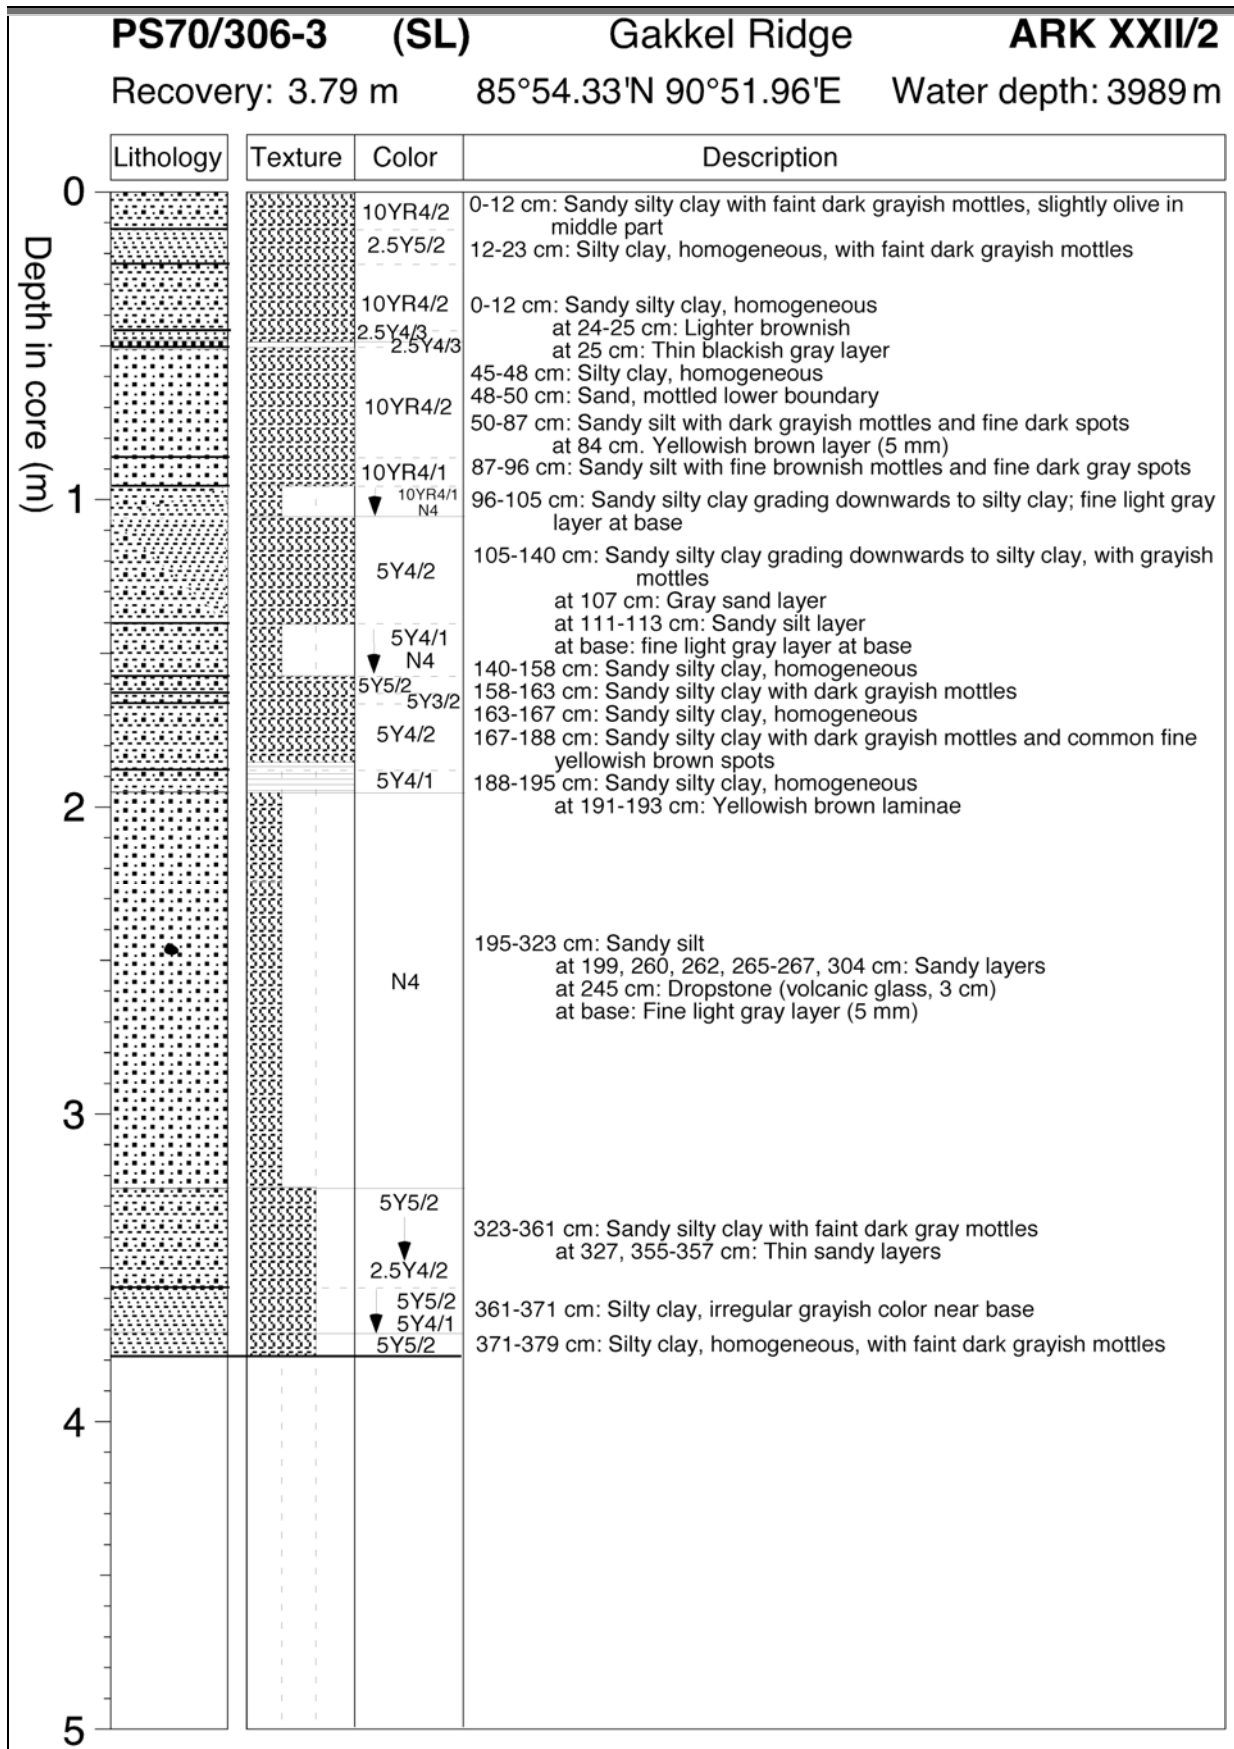 PS70/306-3 (SL) Gakkel Ridge ARK XXII/2
Recovery: 3.79 m 85°54.33'N 90°51.96'E Water depth: 3989 m
Lithology Texture Color Description
Depth in core (m)
0
1
2
3
4
5
10YR4/2
2.5Y5/2
10YR4/2
2.5Y4/3
2.5Y4/3
10YR4/2
10YR4/1
10YR4/1
N4
5Y4/2
5Y4/1
N4
5Y5/2
5Y3/2
5Y4/2
5Y4/1
N4
5Y5/2
2.5Y4/2
5Y5/2
5Y4/1
5Y5/2
0-12 cm: Sandy silty clay with faint dark grayish mottles, slightly olive in
middle part
12-23 cm: Silty clay, homogeneous, with faint dark grayish mottles
0-12 cm: Sandy silty clay, homogeneous
at 24-25 cm: Lighter brownish
at 25 cm: Thin blackish gray layer
45-48 cm: Silty clay, homogeneous
48-50 cm: Sand, mottled lower boundary
50-87 cm: Sandy silt with dark grayish mottles and fine dark spots
at 84 cm. Yellowish brown layer (5 mm)
87-96 cm: Sandy silt with fine brownish mottles and fine dark gray spots
96-105 cm: Sandy silty clay grading downwards to silty clay; fine light gray
layer at base
105-140 cm: Sandy silty clay grading downwards to silty clay, with grayish
mottles
at 107 cm: Gray sand layer
at 111-113 cm: Sandy silt layer
at base: fine light gray layer at base
140-158 cm: Sandy silty clay, homogeneous
158-163 cm: Sandy silty clay with dark grayish mottles
163-167 cm: Sandy silty clay, homogeneous
167-188 cm: Sandy silty clay with dark grayish mottles and common fine
yellowish brown spots
188-195 cm: Sandy silty clay, homogeneous
at 191-193 cm: Yellowish brown laminae
195-323 cm: Sandy silt
at 199, 260, 262, 265-267, 304 cm: Sandy layers
at 245 cm: Dropstone (volcanic glass, 3 cm)
at base: Fine light gray layer (5 mm)
323-361 cm: Sandy silty clay with faint dark gray mottles
at 327, 355-357 cm: Thin sandy layers
361-371 cm: Silty clay, irregular grayish color near base
371-379 cm: Silty clay, homogeneous, with faint dark grayish mottles